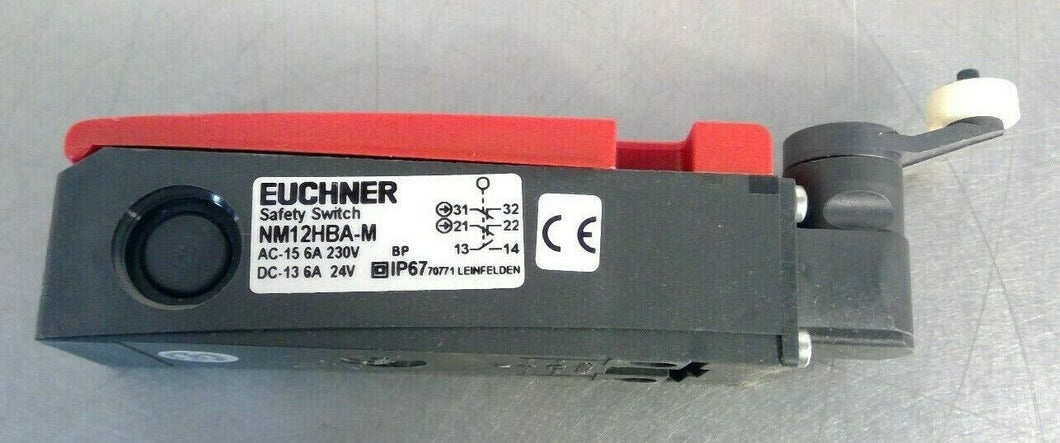 EUCHNER
Safety Switch
NM12HBA-M
AC-15 6A 230V BP
DC-13 6A 24V IP67 70771 LEINFELDEN
31 32
21 22
13 14
CE